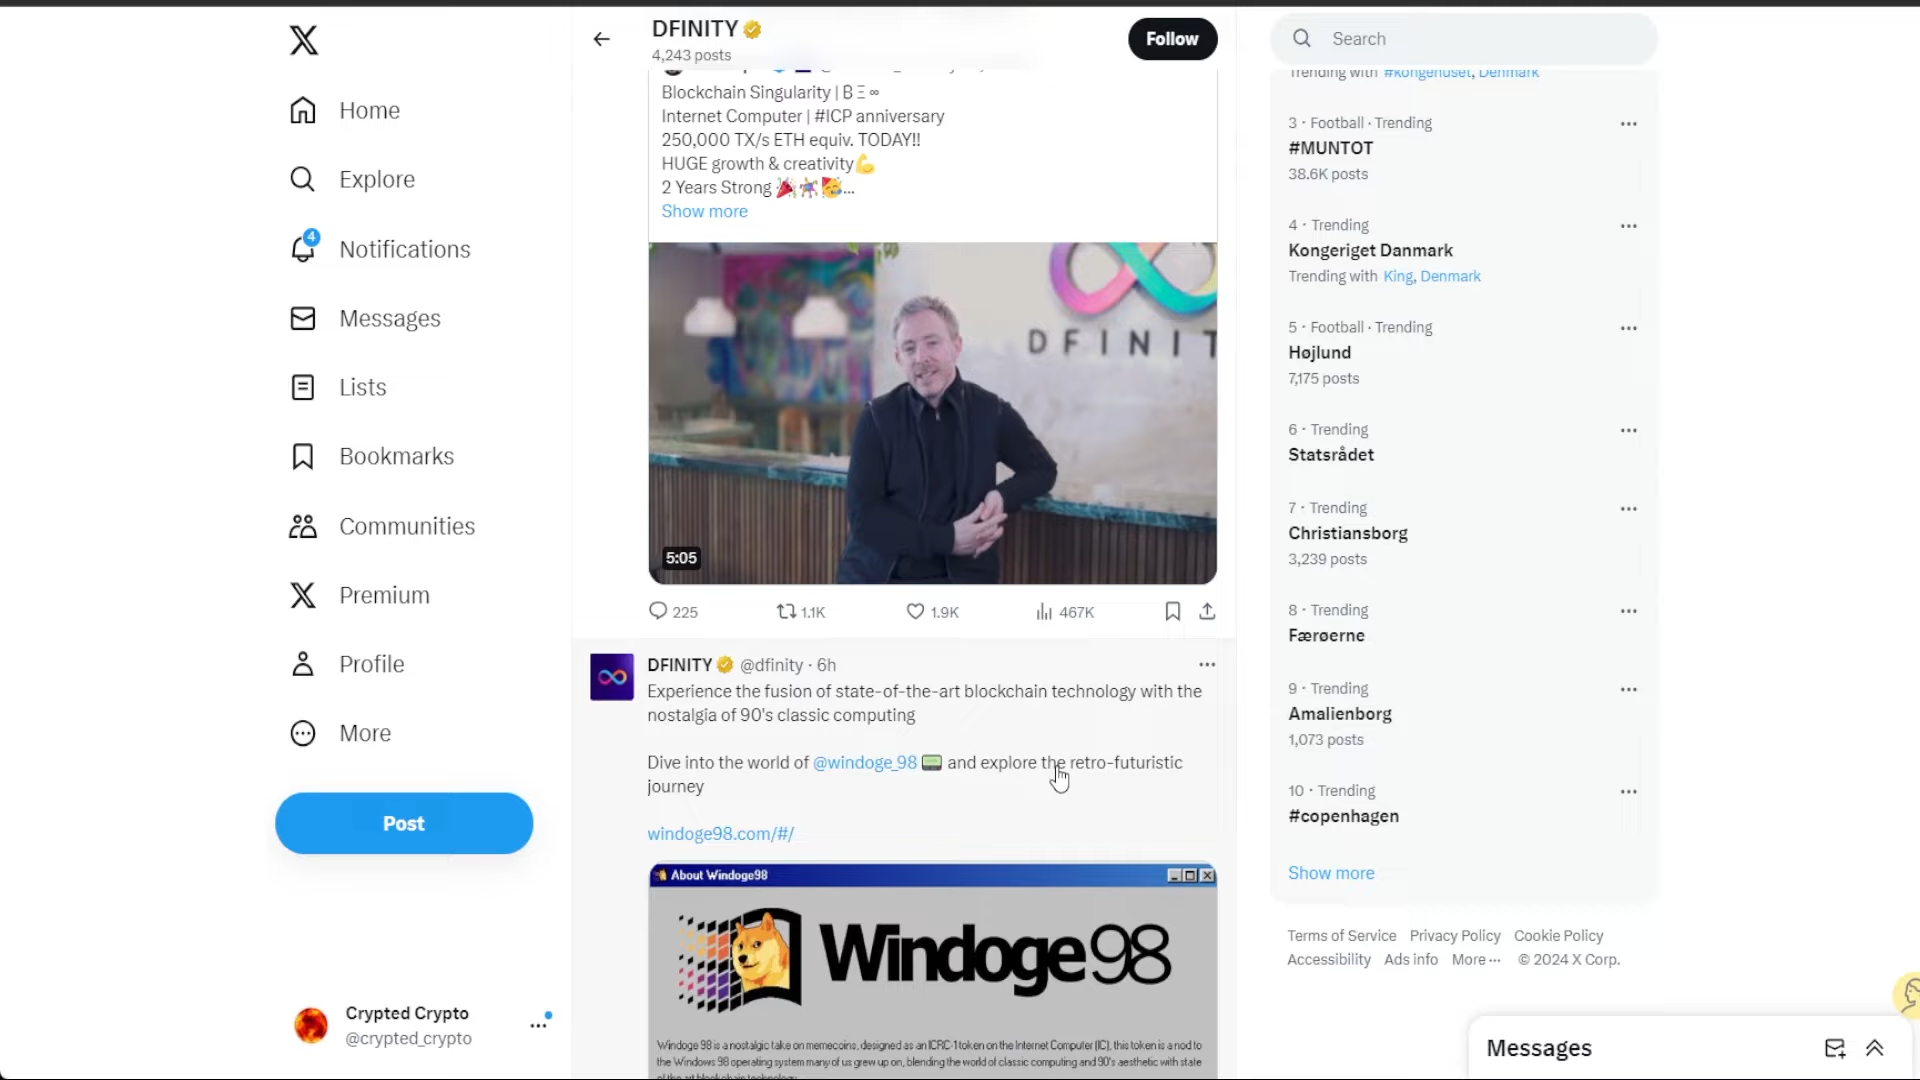 Home
Explore
4
Notifications
Messages
Lists
Bookmarks
Communities
Premium
Profile
More
Post
Crypted Crypto
@crypted_crypto
DFINITY
4,243 posts
Follow
Blockchain Singularity | B Ξ ∞
Internet Computer | #ICP anniversary
250,000 TX/s ETH equiv. TODAY!!
HUGE growth & creativity💪
2 Years Strong 🎉🪅🥳...
Show more
DFINIT
5:05
225 1.1K 1.9K 467K
DFINITY @dfinity · 6h
Experience the fusion of state-of-the-art blockchain technology with the
nostalgia of 90's classic computing
Dive into the world of @windoge_98 📟 and explore the retro-futuristic
journey
windoge98.com/#/
About Windoge98
Windoge98
Windoge 98 is a nostalgic take on memecoins, designed as an ICRC-1 token on the Internet Computer (IC), this token is a nod to
the Windows 98 operating system many of us grew up on, blending the world of classic computing and 90's aesthetic with state
of the art blockchain technology.
Search
Trending with #kongehuset, Denmark
3 · Football · Trending
#MUNTOT
38.6K posts
4 · Trending
Kongeriget Danmark
Trending with King, Denmark
5 · Football · Trending
Højlund
7,175 posts
6 · Trending
Statsrådet
7 · Trending
Christiansborg
3,239 posts
8 · Trending
Færøerne
9 · Trending
Amalienborg
1,073 posts
10 · Trending
#copenhagen
Show more
Terms of Service Privacy Policy Cookie Policy
Accessibility Ads info More ··· © 2024 X Corp.
Messages